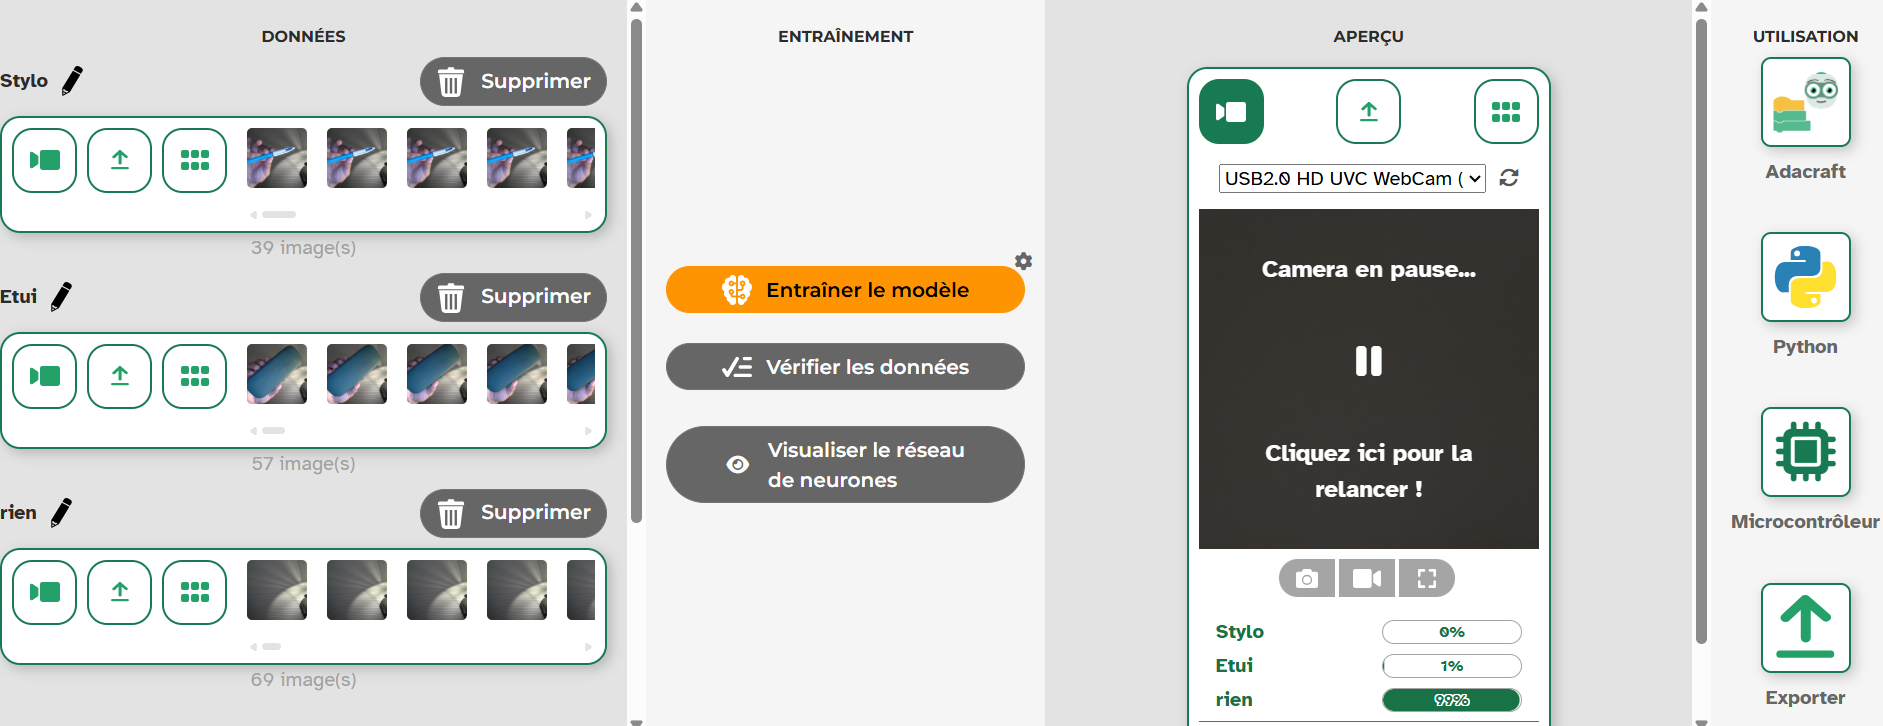 DONNÉES
Stylo
Supprimer
39 image(s)
Etui
Supprimer
57 image(s)
rien
Supprimer
69 image(s)
ENTRAÎNEMENT
Entraîner le modèle
Vérifier les données
Visualiser le réseau
de neurones
APERÇU
USB2.0 HD UVC WebCam (
Camera en pause...
Cliquez ici pour la
relancer !
Stylo 0%
Etui 1%
rien 99%
UTILISATION
Adacraft
Python
Microcontrôleur
Exporter